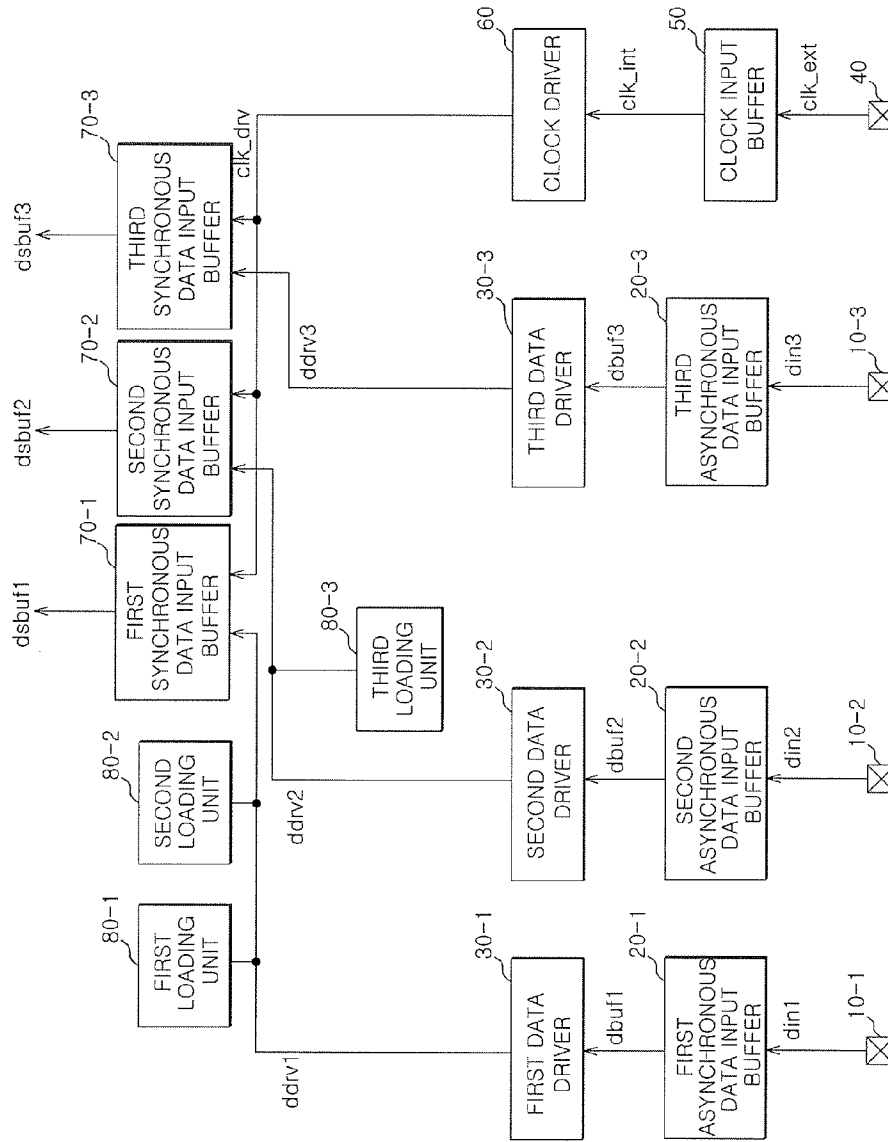 dsbuf1
dsbuf2
dsbuf3
80-1
FIRST
LOADING
UNIT
80-2
SECOND
LOADING
UNIT
70-1
FIRST
SYNCHRONOUS
DATA INPUT
BUFFER
70-2
SECOND
SYNCHRONOUS
DATA INPUT
BUFFER
70-3
THIRD
SYNCHRONOUS
DATA INPUT
BUFFER
clk_drv
ddrv1
ddrv2
80-3
THIRD
LOADING
UNIT
ddrv3
30-1
FIRST DATA
DRIVER
30-2
SECOND DATA
DRIVER
30-3
THIRD DATA
DRIVER
60
CLOCK DRIVER
dbuf1
dbuf2
dbuf3
clk_int
20-1
FIRST
ASYNCHRONOUS
DATA INPUT
BUFFER
20-2
SECOND
ASYNCHRONOUS
DATA INPUT
BUFFER
20-3
THIRD
ASYNCHRONOUS
DATA INPUT
BUFFER
50
CLOCK INPUT
BUFFER
din1
din2
din3
clk_ext
10-1
10-2
10-3
40